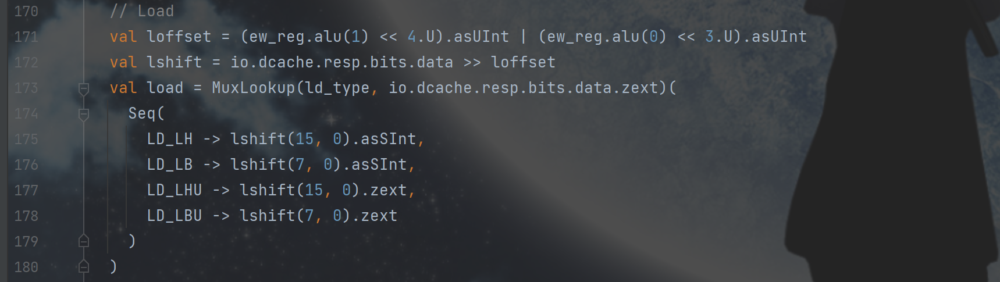 170 // Load
171 val loffset = (ew_reg.alu(1) << 4.U).asUInt | (ew_reg.alu(0) << 3.U).asUInt
172 val lshift = io.dcache.resp.bits.data >> loffset
173 val load = MuxLookup(ld_type, io.dcache.resp.bits.data.zext)(
174 Seq(
175 LD_LH -> lshift(15, 0).asSInt,
176 LD_LB -> lshift(7, 0).asSInt,
177 LD_LHU -> lshift(15, 0).zext,
178 LD_LBU -> lshift(7, 0).zext
179 )
180 )